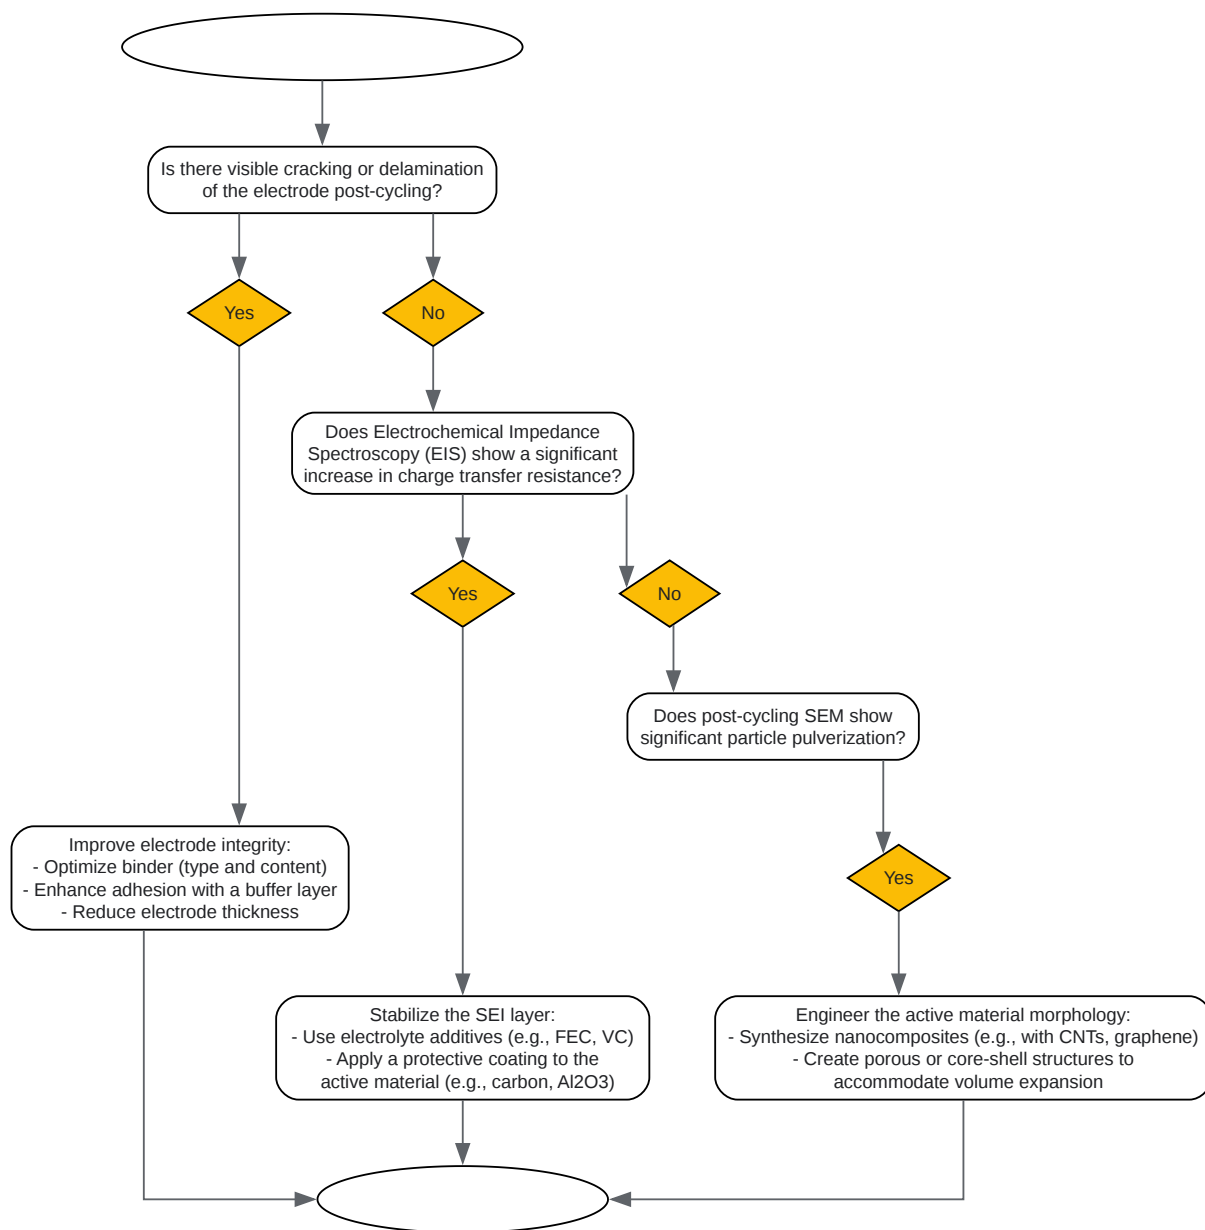 Is there visible cracking or delamination
of the electrode post-cycling?
Yes
No
Does Electrochemical Impedance
Spectroscopy (EIS) show a significant
increase in charge transfer resistance?
Yes
No
Does post-cycling SEM show
significant particle pulverization?
Improve electrode integrity:
- Optimize binder (type and content)
- Enhance adhesion with a buffer layer
- Reduce electrode thickness
Yes
Stabilize the SEI layer:
- Use electrolyte additives (e.g., FEC, VC)
- Apply a protective coating to the
active material (e.g., carbon, Al2O3)
Engineer the active material morphology:
- Synthesize nanocomposites (e.g., with CNTs, graphene)
- Create porous or core-shell structures to
accommodate volume expansion